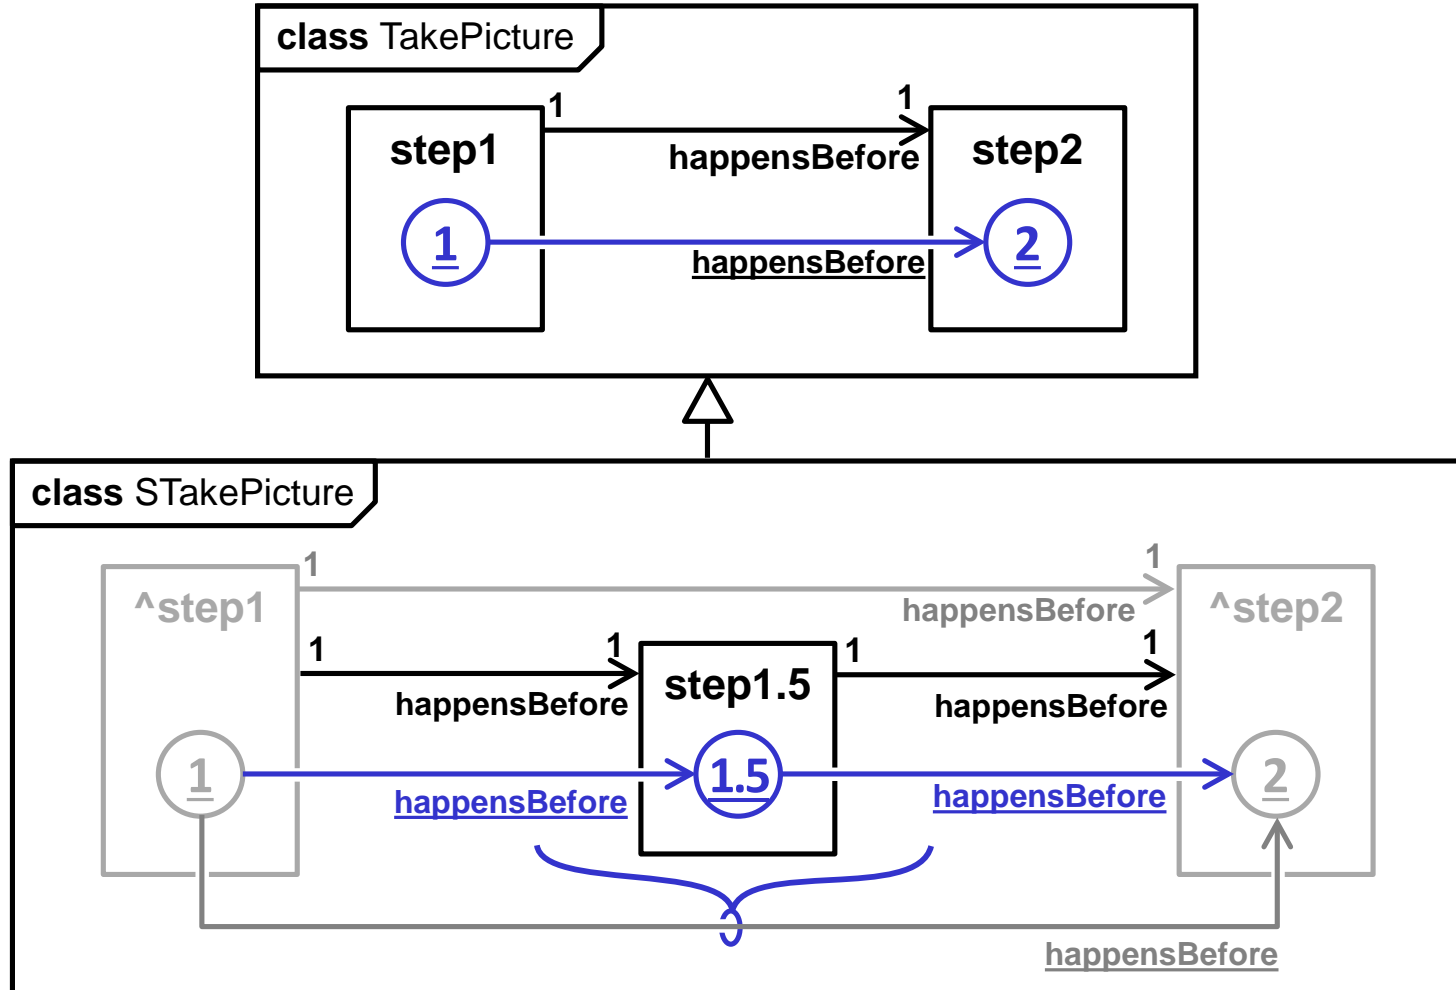 class TakePicture
1 1
step1 happensBefore step2
1 happensBefore 2
class STakePicture
1 1
^step1 happensBefore ^step2
1 1 1 1
happensBefore step1.5 happensBefore
1 happensBefore 1.5 happensBefore 2
happensBefore